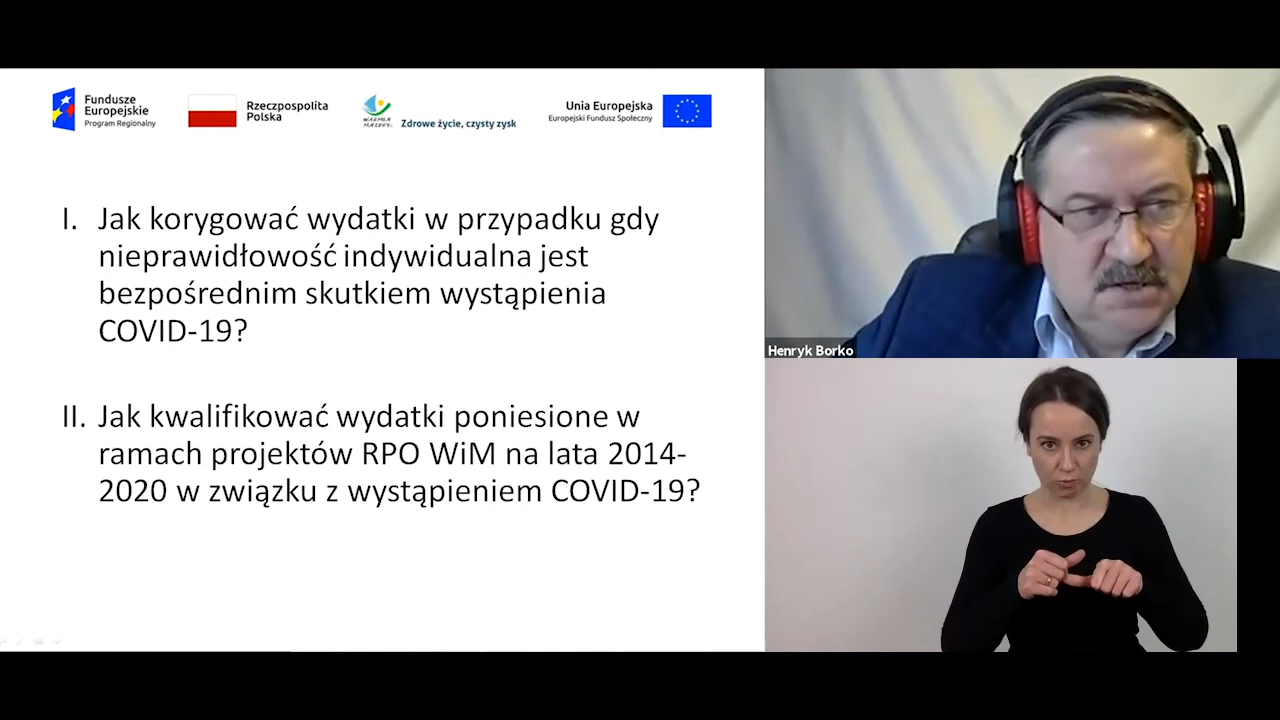 Fundusze
Europejskie
Program Regionalny
Rzeczpospolita
Polska
WARMIA
MAZURY
Zdrowe życie, czysty zysk
Unia Europejska
Europejski Fundusz Społeczny
I. Jak korygować wydatki w przypadku gdy
nieprawidłowość indywidualna jest
bezpośrednim skutkiem wystąpienia
COVID-19?
II. Jak kwalifikować wydatki poniesione w
ramach projektów RPO WiM na lata 2014-
2020 w związku z wystąpieniem COVID-19?
Henryk Borko